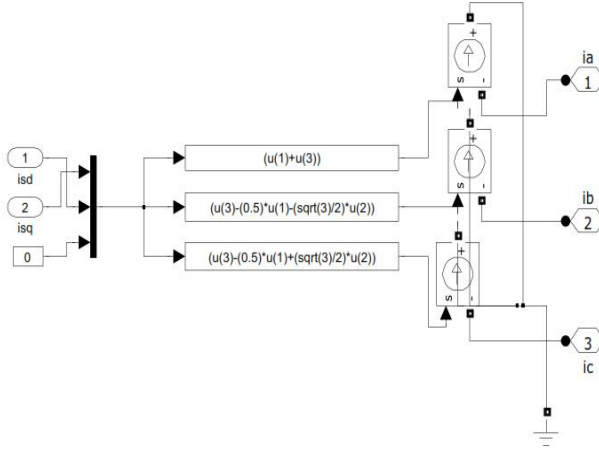 ia
1
+
s
-
1
isd
(u(1)+u(3))
+
s
-
2
isq
(u(3)-(0.5)*u(1)-(sqrt(3)/2)*u(2))
ib
2
0
(u(3)-(0.5)*u(1)+(sqrt(3)/2)*u(2))
+
s
-
3
ic